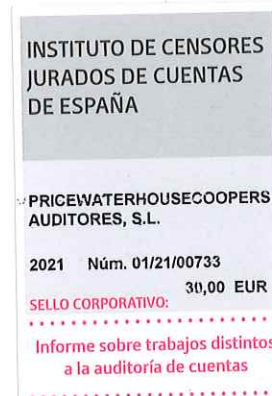 INSTITUTO DE CENSORES
JURADOS DE CUENTAS
DE ESPAÑA
PRICEWATERHOUSECOOPERS
AUDITORES, S.L.
2021 Núm. 01/21/00733
30,00 EUR
SELLO CORPORATIVO:
Informe sobre trabajos distintos
a la auditoría de cuentas